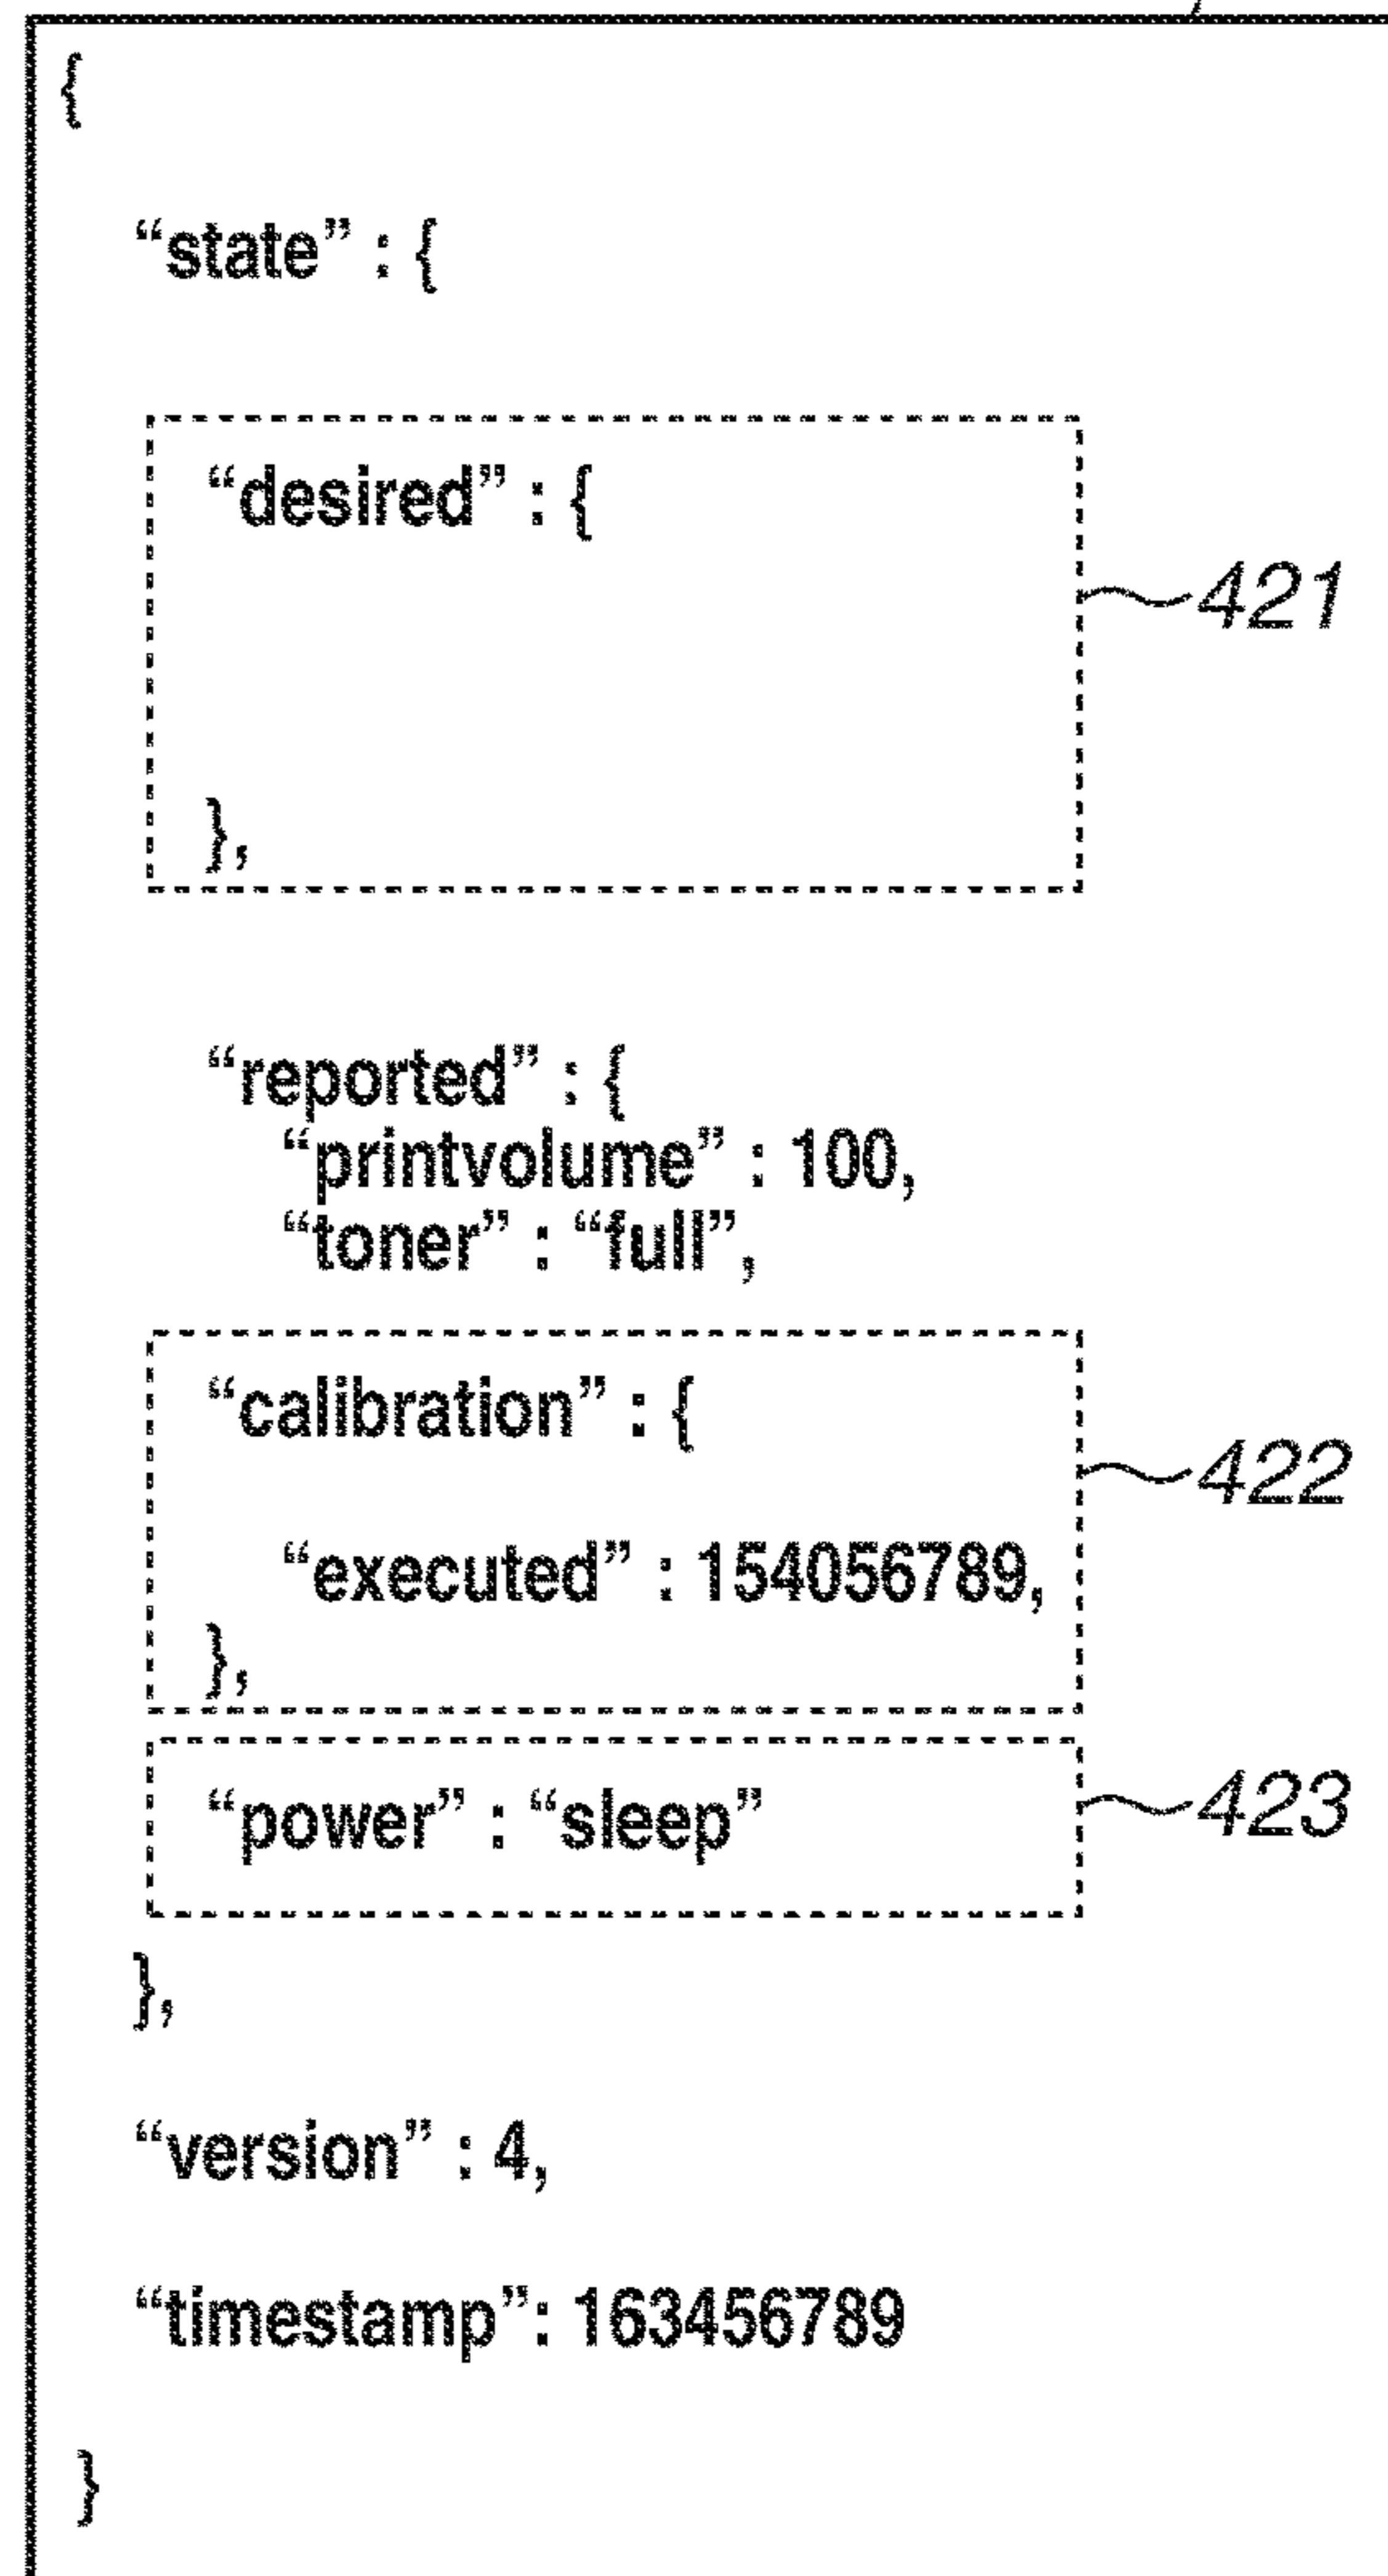 {
“state” : {
“desired” : {
421
},
“reported” : {
“printvolume” : 100,
“toner” : “full”,
“calibration” : {
422
“executed” : 154056789,
},
“power” : “sleep”
423
},
“version” : 4,
“timestamp”: 163456789
}